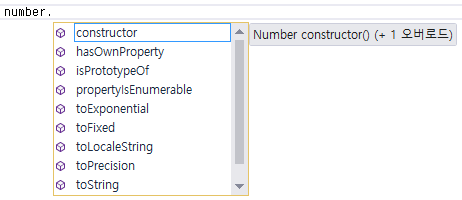 number.
constructor
Number constructor() (+ 1 오버로드)
hasOwnProperty
isPrototypeOf
propertyIsEnumerable
toExponential
toFixed
toLocaleString
toPrecision
toString